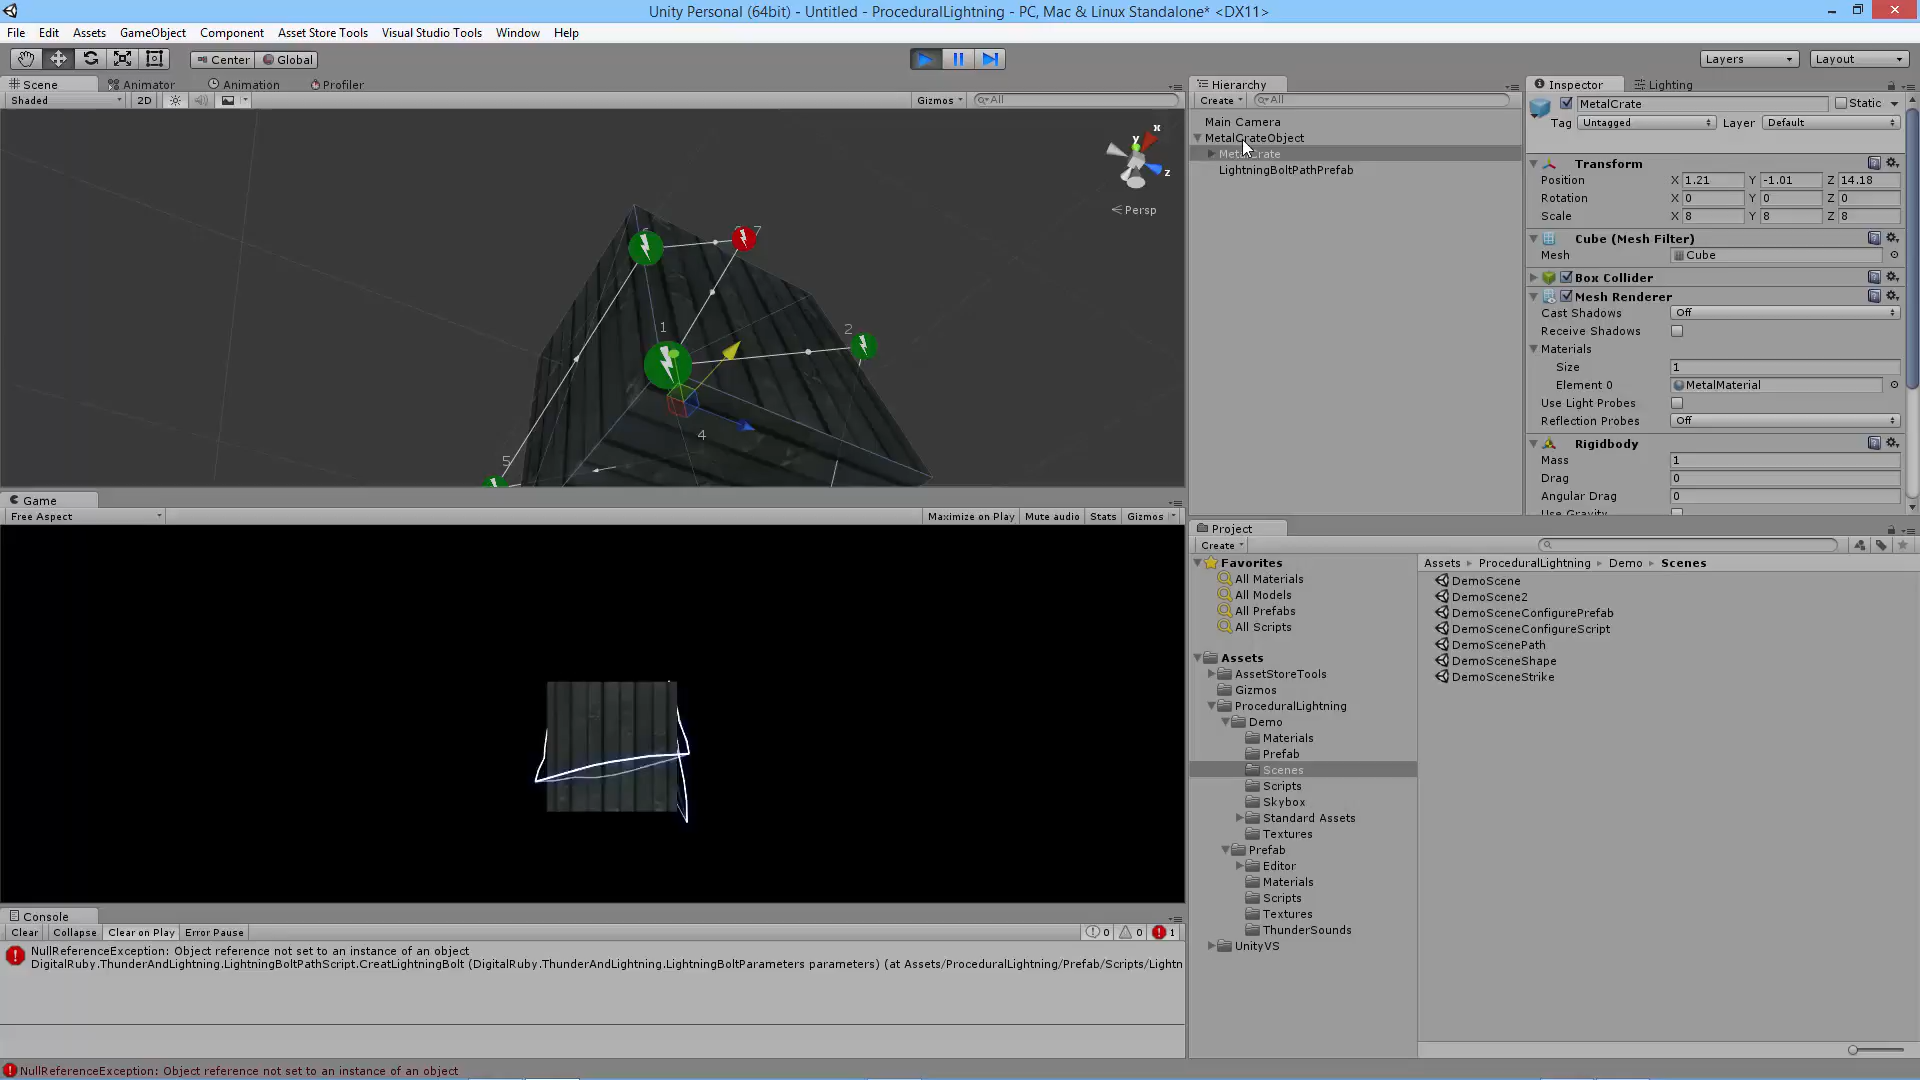 Unity Personal (64bit) - Untitled - ProceduralLightning - PC, Mac & Linux Standalone* <DX11>
File Edit Assets GameObject Component Asset Store Tools Visual Studio Tools Window Help
Center Global Layers Layout
Scene Animator Animation Profiler
Shaded 2D Gizmos All
y x z
Persp
7
1
2
4
5
Game
Free Aspect Maximize on Play Mute audio Stats Gizmos
Console
Clear Collapse Clear on Play Error Pause 0 0 1
NullReferenceException: Object reference not set to an instance of an object
DigitalRuby.ThunderAndLightning.LightningBoltPathScript.CreatLightningBolt (DigitalRuby.ThunderAndLightning.LightningBoltParameters parameters) (at Assets/ProceduralLightning/Prefab/Scripts/Lightn
NullReferenceException: Object reference not set to an instance of an object
Hierarchy
Create All
Main Camera
MetalCrateObject
MetalCrate
LightningBoltPathPrefab
Inspector Lighting
MetalCrate Static
Tag Untagged Layer Default
Transform
Position X 1.21 Y -1.01 Z 14.18
Rotation X 0 Y 0 Z 0
Scale X 8 Y 8 Z 8
Cube (Mesh Filter)
Mesh Cube
Box Collider
Mesh Renderer
Cast Shadows Off
Receive Shadows
Materials
Size 1
Element 0 MetalMaterial
Use Light Probes
Reflection Probes Off
Rigidbody
Mass 1
Drag 0
Angular Drag 0
Use Gravity
Project
Create
Favorites
All Materials
All Models
All Prefabs
All Scripts
Assets
AssetStoreTools
Gizmos
ProceduralLightning
Demo
Materials
Prefab
Scenes
Scripts
Skybox
Standard Assets
Textures
Prefab
Editor
Materials
Scripts
Textures
ThunderSounds
UnityVS
Assets ProceduralLightning Demo Scenes
DemoScene
DemoScene2
DemoSceneConfigurePrefab
DemoSceneConfigureScript
DemoScenePath
DemoSceneShape
DemoSceneStrike